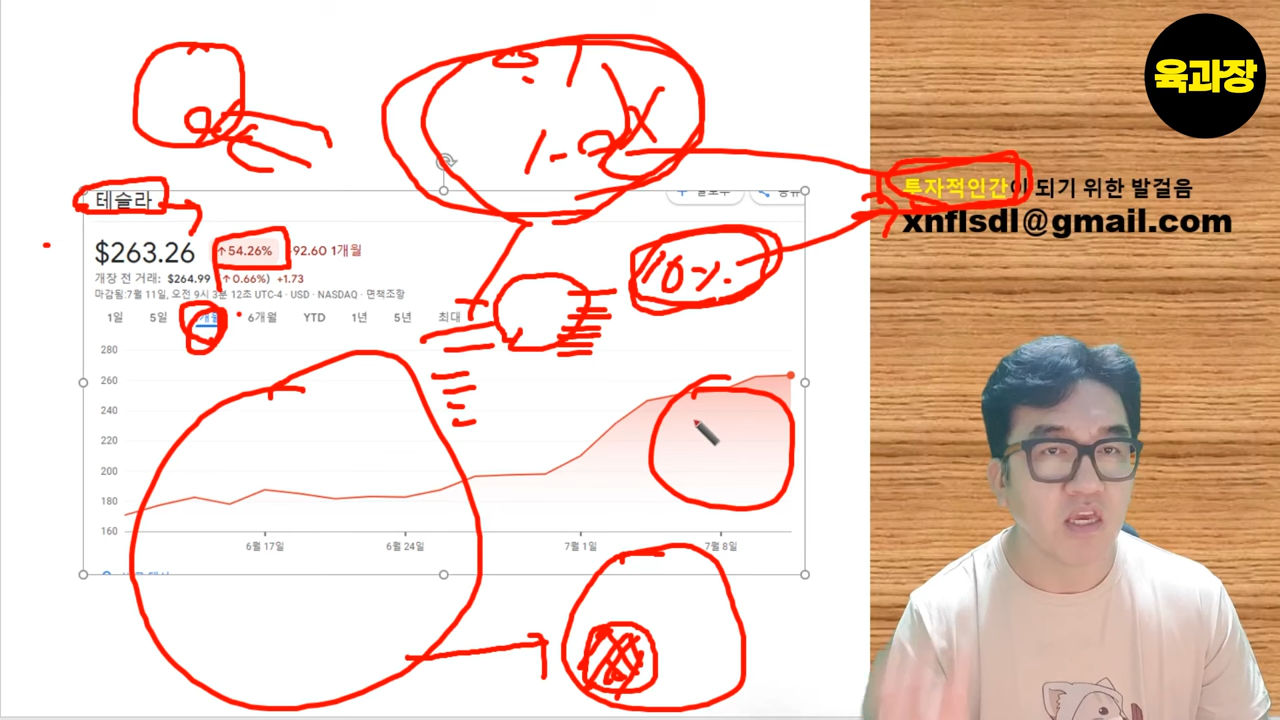 육과장
투자적인간이 되기 위한 발걸음
xnflsdl@gmail.com
1-2
10%
테슬라
$263.26 ↑54.26% 92.60 1개월
개장 전 거래: $264.99 (↑0.66%) +1.73
마감됨: 7월 11일, 오전 9시 3분 12초 UTC-4 · USD · NASDAQ · 면책조항
1일 5일 6개월 YTD 1년 5년 최대
280
260
240
220
200
180
160
6월 17일 6월 24일 7월 1일 7월 8일